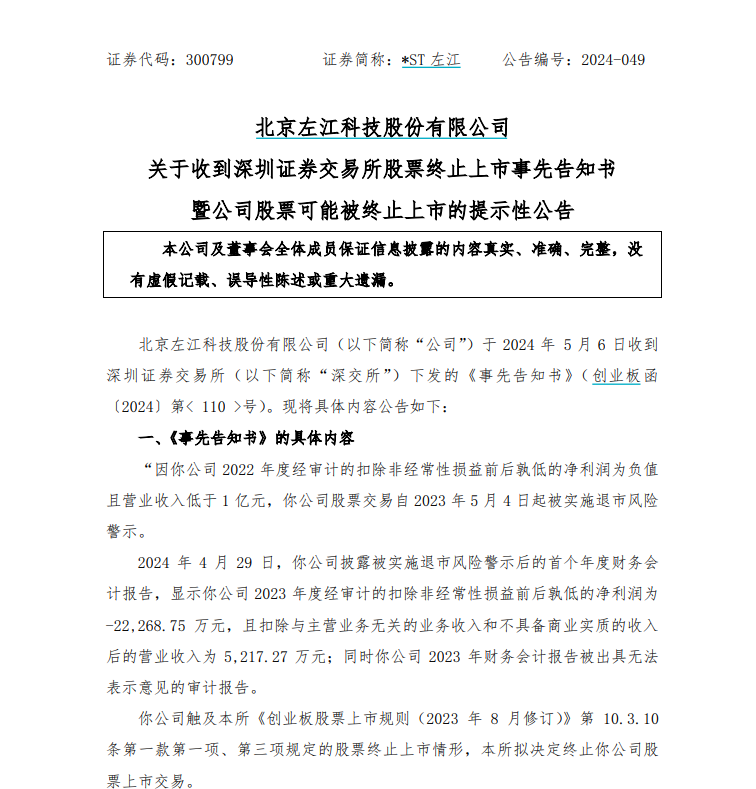 证券代码：300799 证券简称：*ST 左江 公告编号：2024-049
北京左江科技股份有限公司
关于收到深圳证券交易所股票终止上市事先告知书
暨公司股票可能被终止上市的提示性公告
本公司及董事会全体成员保证信息披露的内容真实、准确、完整，没
有虚假记载、误导性陈述或重大遗漏。
北京左江科技股份有限公司（以下简称“公司”）于 2024 年 5 月 6 日收到
深圳证券交易所（以下简称“深交所”）下发的《事先告知书》（创业板函
〔2024〕第< 110 >号）。现将具体内容公告如下：
一、《事先告知书》的具体内容
“因你公司 2022 年度经审计的扣除非经常性损益前后孰低的净利润为负值
且营业收入低于 1 亿元，你公司股票交易自 2023 年 5 月 4 日起被实施退市风险
警示。
2024 年 4 月 29 日，你公司披露被实施退市风险警示后的首个年度财务会
计报告，显示你公司 2023 年度经审计的扣除非经常性损益前后孰低的净利润为
-22,268.75 万元，且扣除与主营业务无关的业务收入和不具备商业实质的收入
后的营业收入为 5,217.27 万元；同时你公司 2023 年财务会计报告被出具无法
表示意见的审计报告。
你公司触及本所《创业板股票上市规则（2023 年 8 月修订）》第 10.3.10
条第一款第一项、第三项规定的股票终止上市情形，本所拟决定终止你公司股
票上市交易。